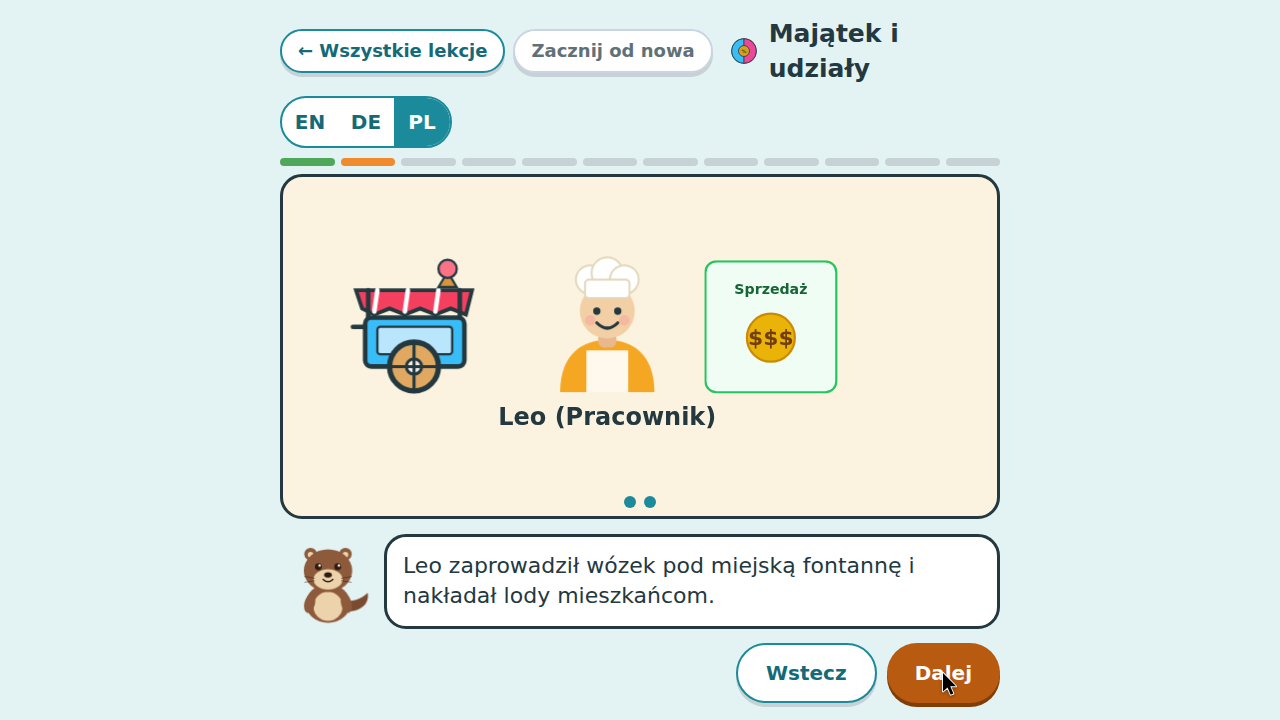 ← Wszystkie lekcje
Zacznij od nowa
Majątek i
udziały
EN DE PL
Sprzedaż
$$$
Leo (Pracownik)
Leo zaprowadził wózek pod miejską fontannę i
nakładał lody mieszkańcom.
Wstecz
Dalej